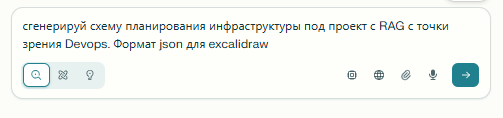 сгенерируй схему планирования инфраструктуры под проект с RAG с точки
зрения Devops. Формат json для excalidraw